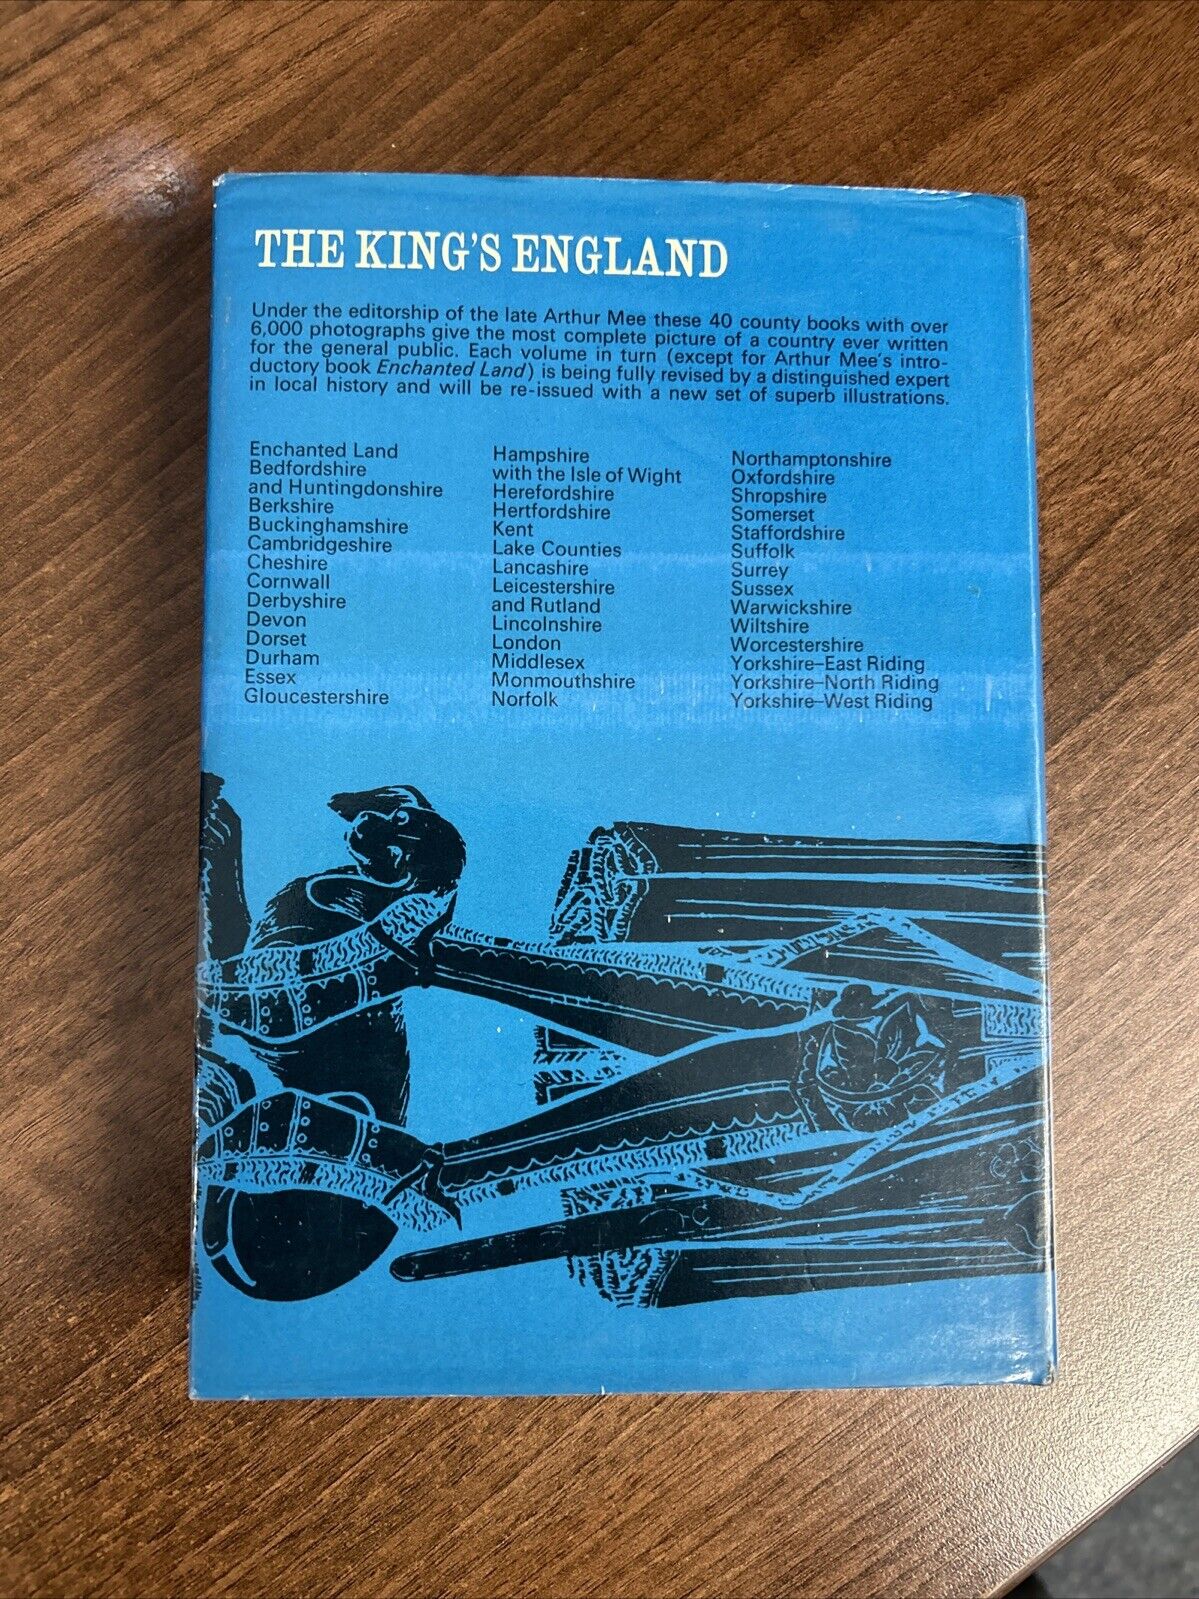 THE KING'S ENGLAND
Under the editorship of the late Arthur Mee these 40 county books with over
6,000 photographs give the most complete picture of a country ever written
for the general public. Each volume in turn (except for Arthur Mee's intro-
ductory book Enchanted Land) is being fully revised by a distinguished expert
in local history and will be re-issued with a new set of superb illustrations.
Enchanted Land
Bedfordshire
and Huntingdonshire
Berkshire
Buckinghamshire
Cambridgeshire
Cheshire
Cornwall
Derbyshire
Devon
Dorset
Durham
Essex
Gloucestershire
Hampshire
with the Isle of Wight
Herefordshire
Hertfordshire
Kent
Lake Counties
Lancashire
Leicestershire
and Rutland
Lincolnshire
London
Middlesex
Monmouthshire
Norfolk
Northamptonshire
Oxfordshire
Shropshire
Somerset
Staffordshire
Suffolk
Surrey
Sussex
Warwickshire
Wiltshire
Worcestershire
Yorkshire–East Riding
Yorkshire–North Riding
Yorkshire–West Riding